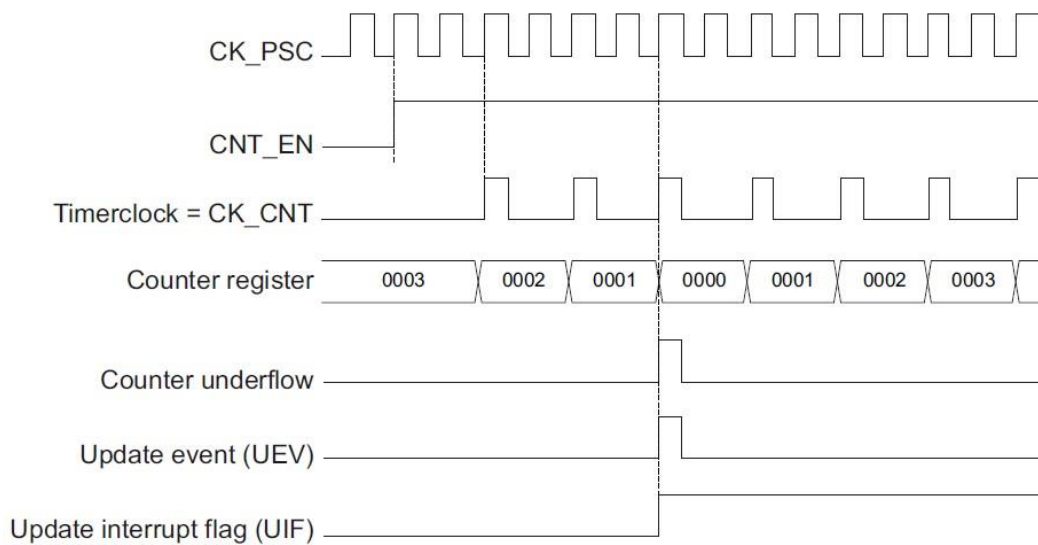 CK_PSC
CNT_EN
Timerclock = CK_CNT
Counter register 0003 0002 0001 0000 0001 0002 0003
Counter underflow
Update event (UEV)
Update interrupt flag (UIF)